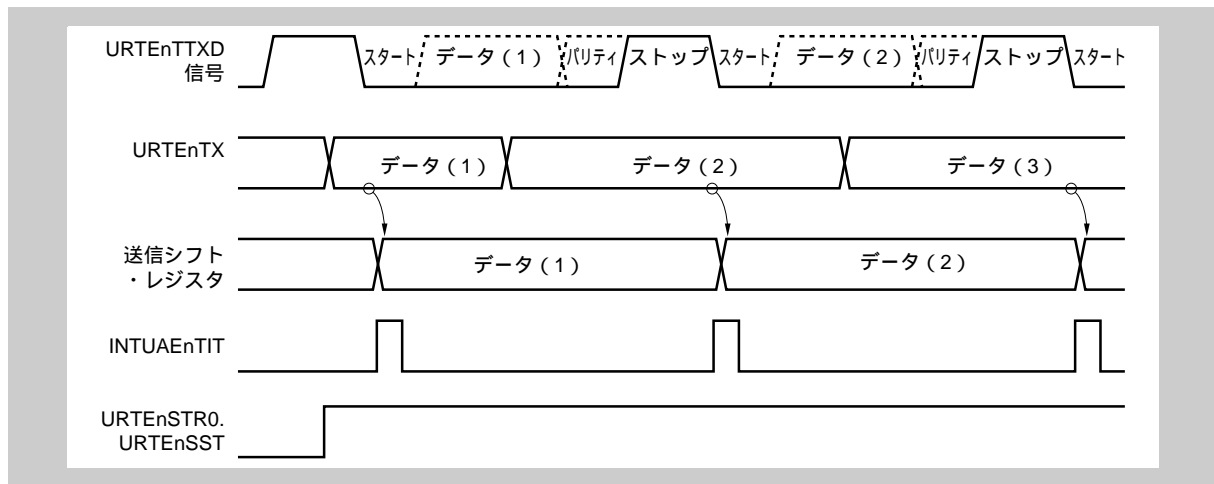 URTEnTTXD
信号
スタート データ(1) パリティ ストップ スタート データ(2) パリティ ストップ スタート
URTEnTX
データ(1) データ(2) データ(3)
送信シフト
・レジスタ
データ(1) データ(2)
INTUAEnTIT
URTEnSTR0.
URTEnSST